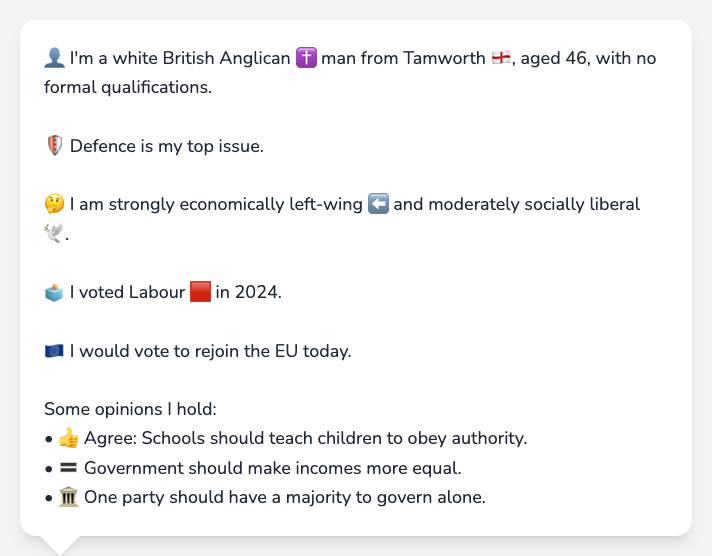 👤 I'm a white British Anglican ✝️ man from Tamworth 🏴󠁧󠁢󠁥󠁮󠁧󠁿, aged 46, with no
formal qualifications.
🛡️ Defence is my top issue.
🤔 I am strongly economically left-wing ⬅️ and moderately socially liberal
🕊️.
🗳️ I voted Labour 🟥 in 2024.
🇪🇺 I would vote to rejoin the EU today.
Some opinions I hold:
• 👍 Agree: Schools should teach children to obey authority.
• 🟰 Government should make incomes more equal.
• 🏛️ One party should have a majority to govern alone.